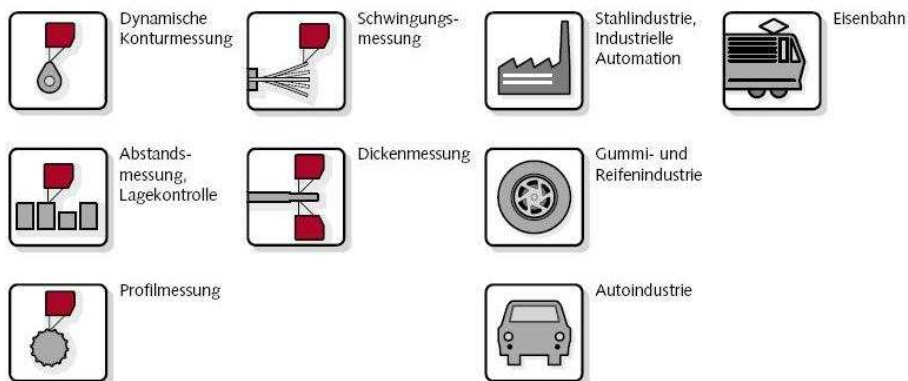 Dynamische
Konturmessung
Schwingungs-
messung
Stahlindustrie,
Industrielle
Automation
Eisenbahn
Abstands-
messung,
Lagekontrolle
Dickenmessung
Gummi- und
Reifenindustrie
Profilmessung
Autoindustrie